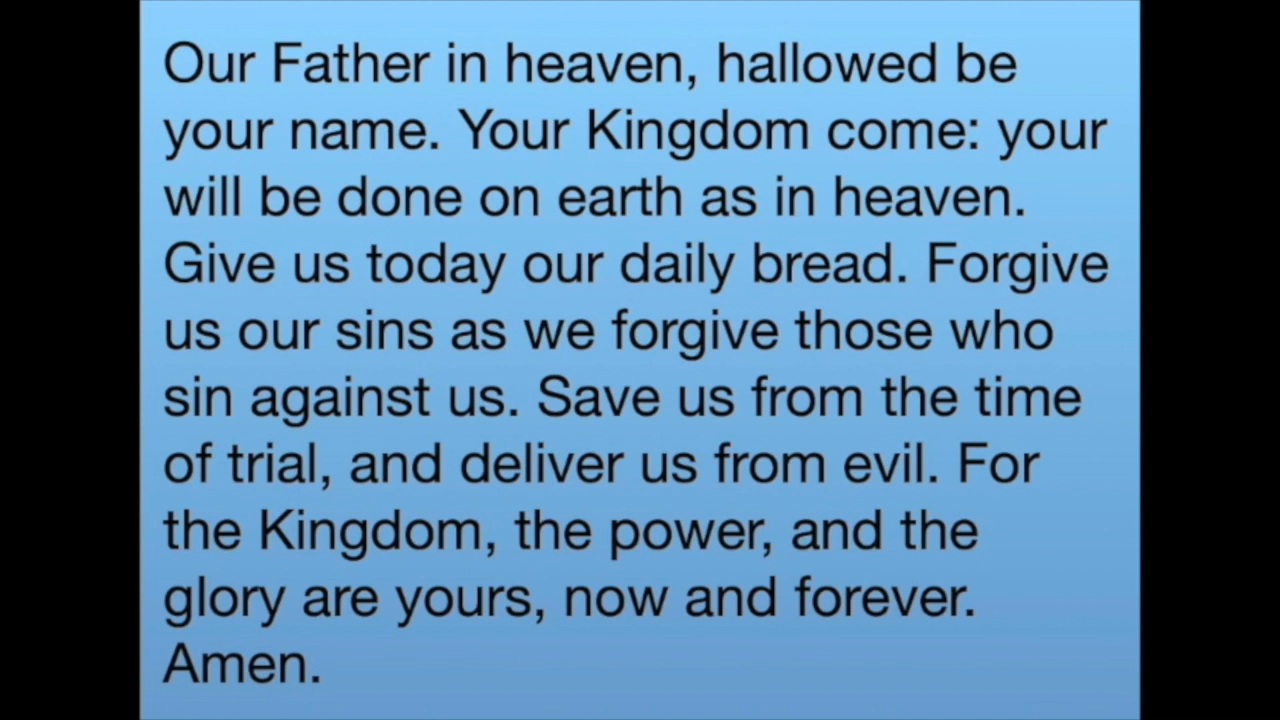 Our Father in heaven, hallowed be
your name. Your Kingdom come: your
will be done on earth as in heaven.
Give us today our daily bread. Forgive
us our sins as we forgive those who
sin against us. Save us from the time
of trial, and deliver us from evil. For
the Kingdom, the power, and the
glory are yours, now and forever.
Amen.